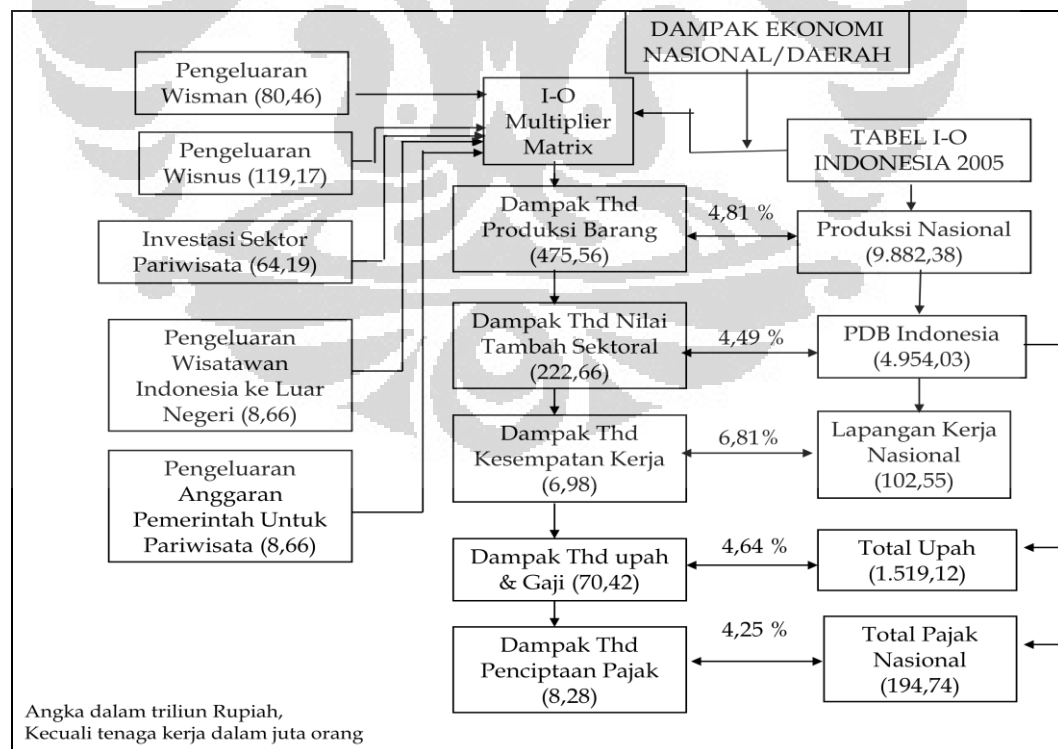 DAMPAK EKONOMI
NASIONAL/DAERAH
Pengeluaran
Wisman (80,46)
I-O
Multiplier
Matrix
TABEL I-O
INDONESIA 2005
Pengeluaran
Wisnus (119,17)
Dampak Thd
Produksi Barang
(475,56)
4,81 %
Produksi Nasional
(9.882,38)
Investasi Sektor
Pariwisata (64,19)
Dampak Thd Nilai
Tambah Sektoral
(222,66)
4,49 %
PDB Indonesia
(4.954,03)
Pengeluaran
Wisatawan
Indonesia ke Luar
Negeri (8,66)
Dampak Thd
Kesempatan Kerja
(6,98)
6,81%
Lapangan Kerja
Nasional
(102,55)
Pengeluaran
Anggaran
Pemerintah Untuk
Pariwisata (8,66)
Dampak Thd upah
& Gaji (70,42)
4,64 %
Total Upah
(1.519,12)
Dampak Thd
Penciptaan Pajak
(8,28)
4,25 %
Total Pajak
Nasional
(194,74)
Angka dalam triliun Rupiah,
Kecuali tenaga kerja dalam juta orang